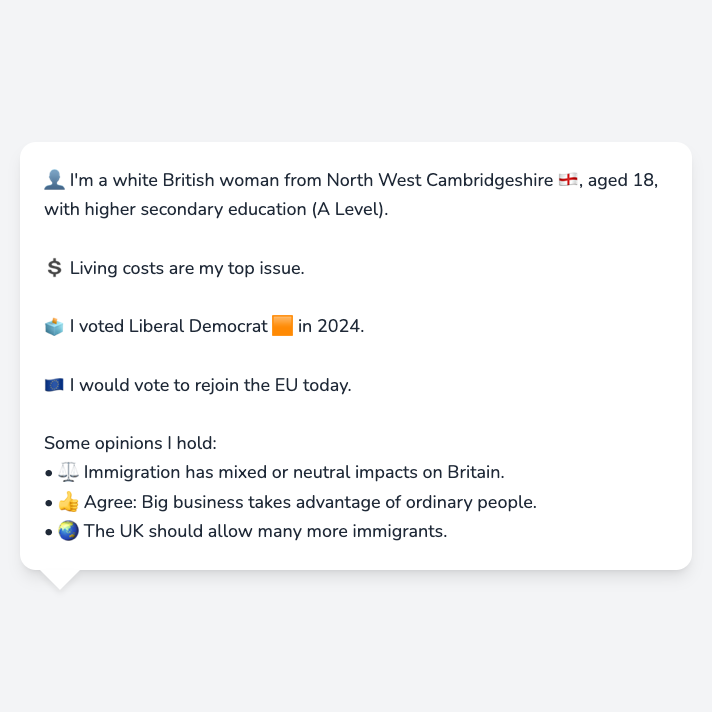 👤 I'm a white British woman from North West Cambridgeshire 🏴󠁧󠁢󠁥󠁮󠁧󠁿, aged 18,
with higher secondary education (A Level).
💲 Living costs are my top issue.
🗳️ I voted Liberal Democrat 🟧 in 2024.
🇪🇺 I would vote to rejoin the EU today.
Some opinions I hold:
• ⚖️ Immigration has mixed or neutral impacts on Britain.
• 👍 Agree: Big business takes advantage of ordinary people.
• 🌏 The UK should allow many more immigrants.